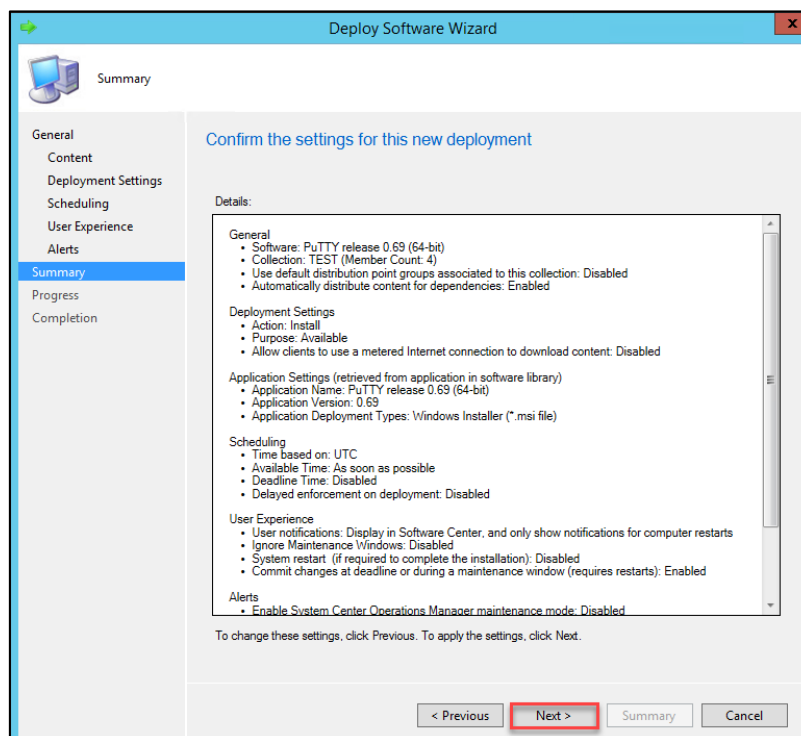 Deploy Software Wizard
x
Summary
General
Content
Deployment Settings
Scheduling
User Experience
Alerts
Summary
Progress
Completion
Confirm the settings for this new deployment
Details:
General
• Software: PuTTY release 0.69 (64-bit)
• Collection: TEST (Member Count: 4)
• Use default distribution point groups associated to this collection: Disabled
• Automatically distribute content for dependencies: Enabled
Deployment Settings
• Action: Install
• Purpose: Available
• Allow clients to use a metered Internet connection to download content: Disabled
Application Settings (retrieved from application in software library)
• Application Name: PuTTY release 0.69 (64-bit)
• Application Version: 0.69
• Application Deployment Types: Windows Installer (*.msi file)
Scheduling
• Time based on: UTC
• Available Time: As soon as possible
• Deadline Time: Disabled
• Delayed enforcement on deployment: Disabled
User Experience
• User notifications: Display in Software Center, and only show notifications for computer restarts
• Ignore Maintenance Windows: Disabled
• System restart  (if required to complete the installation): Disabled
• Commit changes at deadline or during a maintenance window (requires restarts): Enabled
Alerts
• Enable System Center Operations Manager maintenance mode: Disabled
To change these settings, click Previous. To apply the settings, click Next.
< Previous
Next >
Summary
Cancel